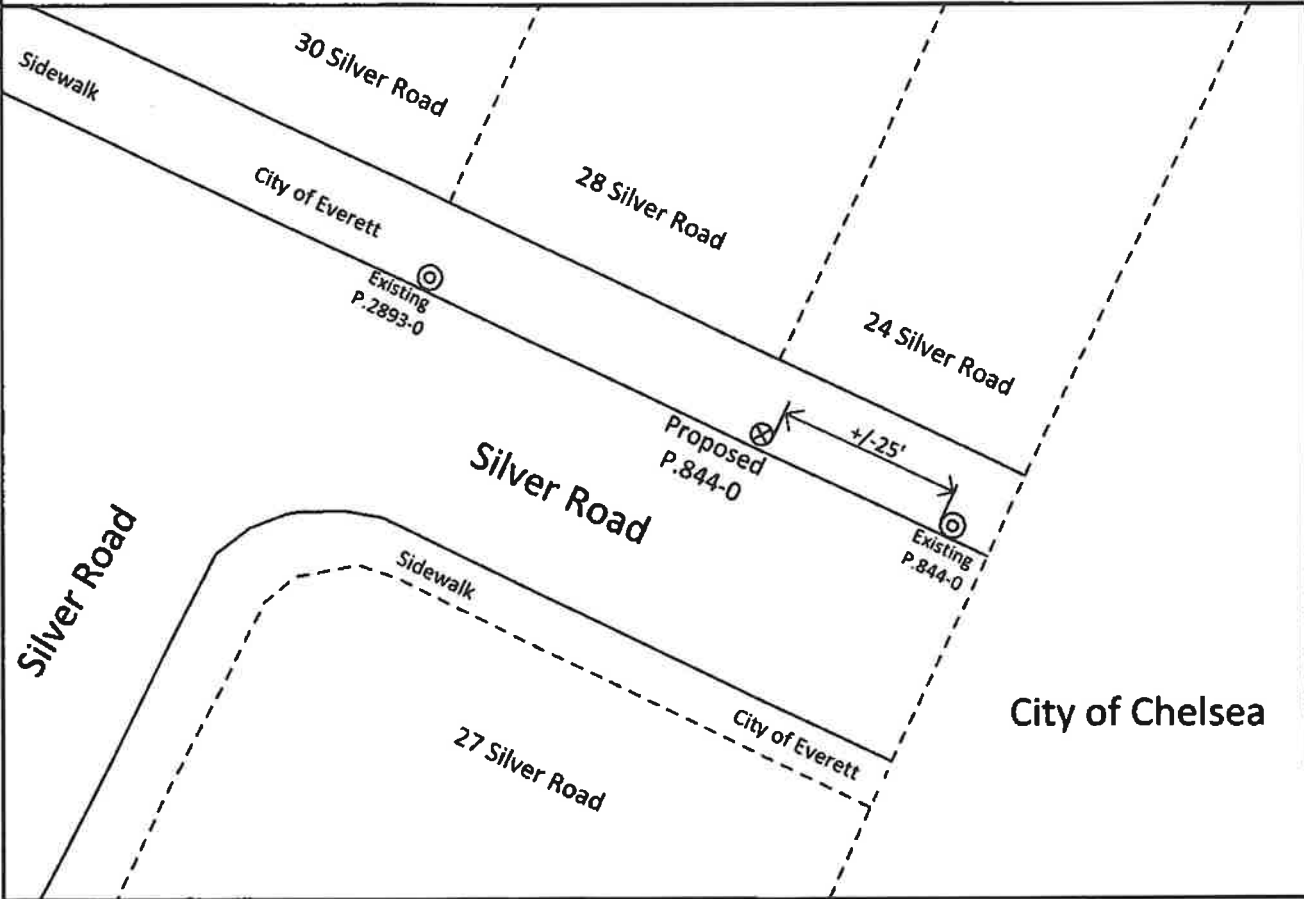 30 Silver Road
Sidewalk
City of Everett
28 Silver Road
Existing
P.2893-0
24 Silver Road
Proposed
P.844-0
+/-25'
Silver Road
Existing
P.844-0
Silver Road
Sidewalk
City of Everett
27 Silver Road
City of Chelsea